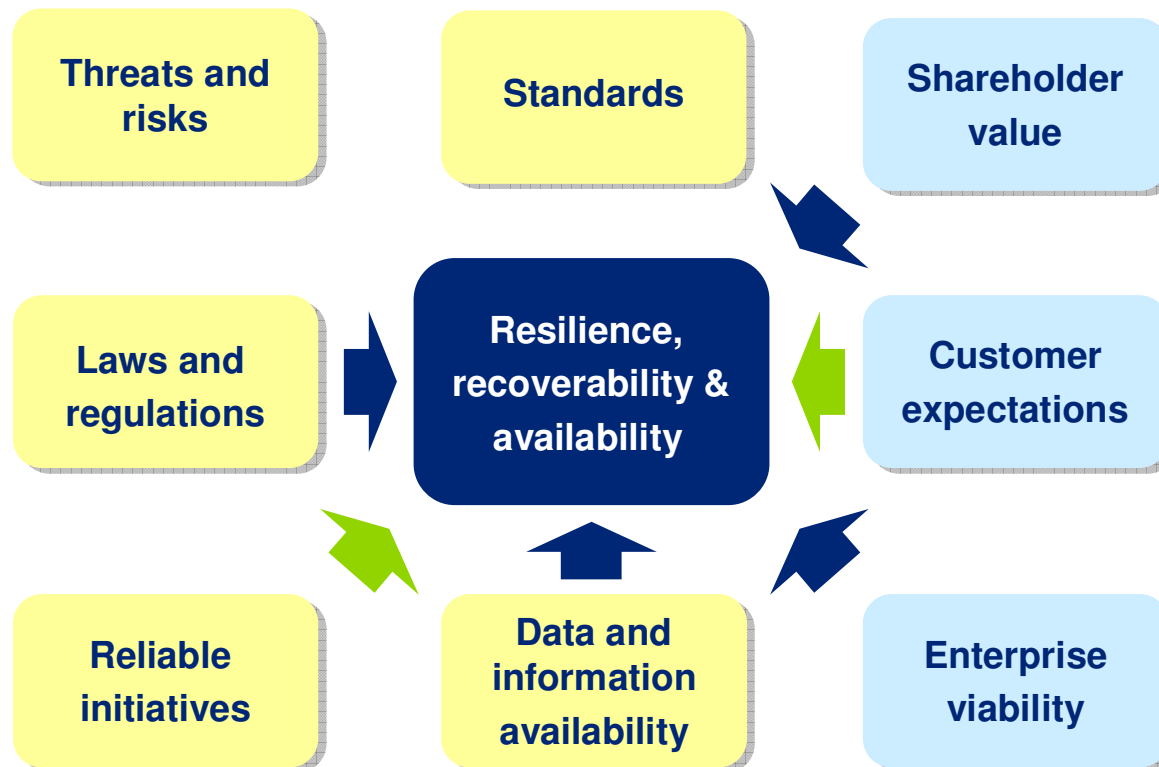 Threats and
risks
Standards
Shareholder
value
Laws and
regulations
Resilience,
recoverability &
availability
Customer
expectations
Reliable
initiatives
Data and
information
availability
Enterprise
viability